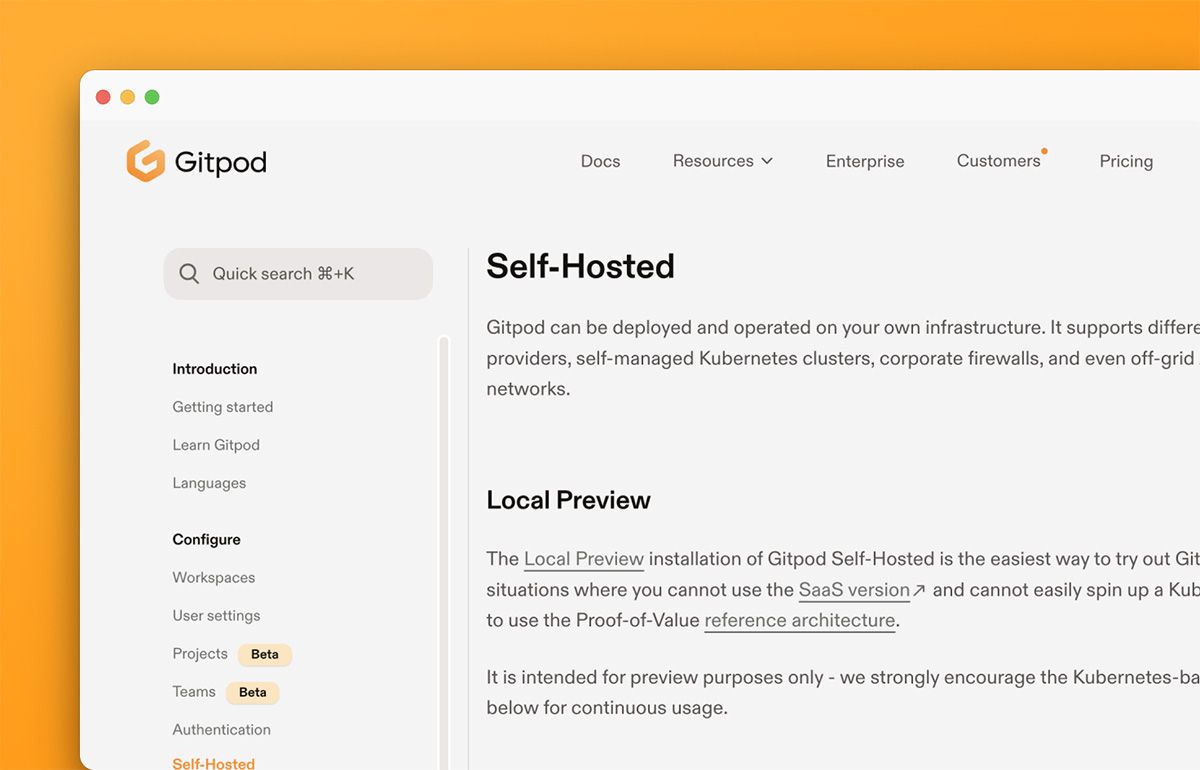 Gitpod
Docs
Resources
Enterprise
Customers
Pricing
Quick search ⌘+K
Introduction
Getting started
Learn Gitpod
Languages
Configure
Workspaces
User settings
Projects Beta
Teams Beta
Authentication
Self-Hosted
Self-Hosted
Gitpod can be deployed and operated on your own infrastructure. It supports
providers, self-managed Kubernetes clusters, corporate firewalls, and even off-grid
networks.
Local Preview
The Local Preview installation of Gitpod Self-Hosted is the easiest way to try out
situations where you cannot use the SaaS version↗ and cannot easily spin up a
to use the Proof-of-Value reference architecture.
It is intended for preview purposes only - we strongly encourage the
below for continuous usage.